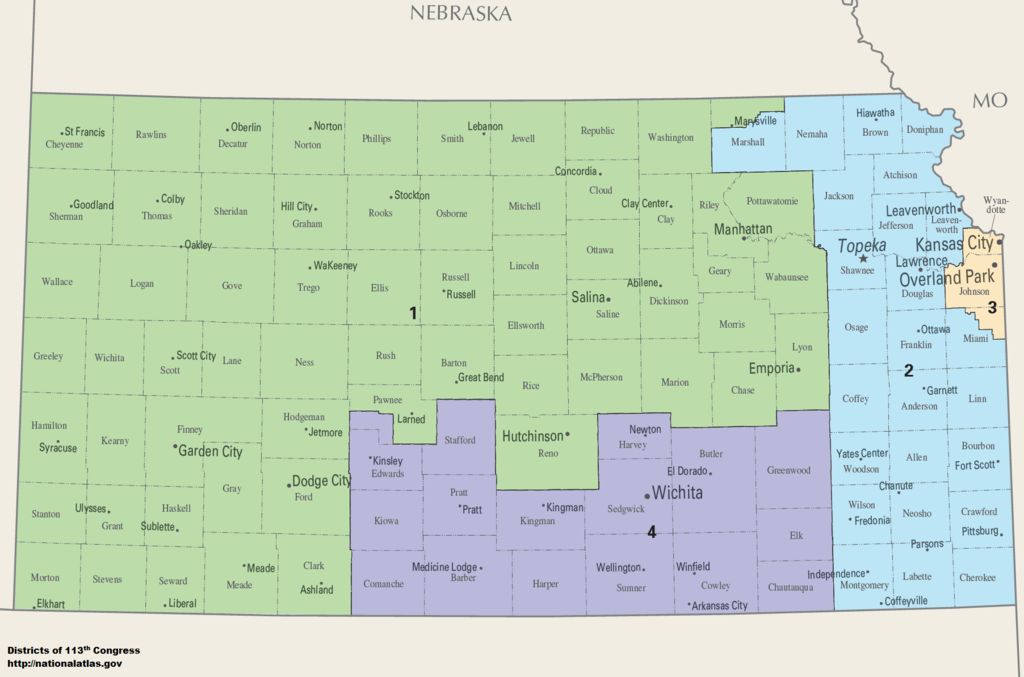 NEBRASKA
MO
St Francis
Cheyenne
Rawlins
Oberlin
Decatur
Norton
Norton
Phillips
Smith
Lebanon
Jewell
Republic
Washington
Marysville
Marshall
Nemaha
Hiawatha
Brown
Doniphan
Concordia
Cloud
Atchison
Goodland
Sherman
Colby
Thomas
Sheridan
Hill City
Graham
Stockton
Rooks
Osborne
Mitchell
Clay Center
Clay
Riley
Pottawatomie
Manhattan
Jackson
Leavenworth
Jefferson
Leaven-
worth
Wyan-
dotte
Oakley
Ottawa
Topeka
Shawnee
Kansas City
Lawrence
Overland Park
Douglas
Johnson
3
Wallace
Logan
Gove
WaKeeney
Trego
Ellis
Russell
Russell
Lincoln
Salina
Saline
Abilene
Dickinson
Geary
Wabaunsee
1
Ellsworth
Morris
Lyon
Osage
Ottawa
Franklin
Miami
Greeley
Wichita
Scott City
Scott
Lane
Ness
Rush
Barton
Great Bend
Rice
McPherson
Marion
Chase
Emporia
2
Coffey
Garnett
Anderson
Linn
Pawnee
Larned
Hamilton
Syracuse
Kearny
Finney
Garden City
Hodgeman
Jetmore
Stafford
Hutchinson
Reno
Newton
Harvey
Butler
El Dorado
Greenwood
Yates Center
Woodson
Allen
Bourbon
Fort Scott
Kinsley
Edwards
Gray
Dodge City
Ford
Pratt
Pratt
Kingman
Kingman
Sedgwick
Wichita
4
Chanute
Wilson
Fredonia
Neosho
Crawford
Pittsburg
Stanton
Ulysses
Grant
Haskell
Sublette
Kiowa
Elk
Parsons
Morton
Elkhart
Stevens
Seward
Liberal
Meade
Meade
Clark
Ashland
Comanche
Medicine Lodge
Barber
Harper
Wellington
Sumner
Winfield
Cowley
Arkansas City
Chautauqua
Independence
Montgomery
Coffeyville
Labette
Cherokee
Districts of 113th Congress
http://nationalatlas.gov